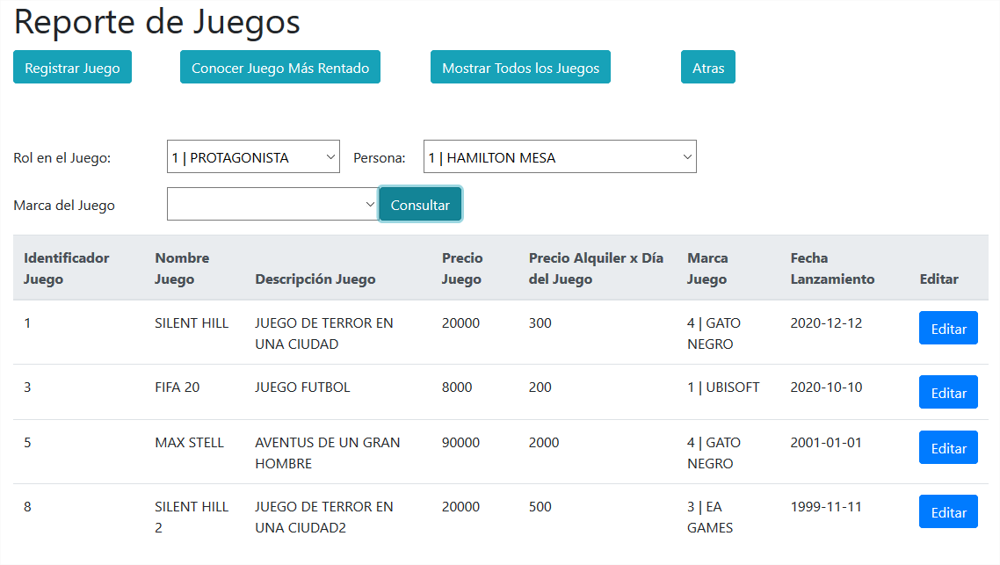 Reporte de Juegos
Registrar Juego Conocer Juego Más Rentado Mostrar Todos los Juegos Atras
Rol en el Juego: 1 | PROTAGONISTA Persona: 1 | HAMILTON MESA
Marca del Juego Consultar
Identificador Nombre Precio Precio Alquiler x Día Marca Fecha
Juego Juego Descripción Juego Juego del Juego Juego Lanzamiento Editar
1 SILENT HILL JUEGO DE TERROR EN 20000 300 4 | GATO 2020-12-12 Editar
UNA CIUDAD NEGRO
3 FIFA 20 JUEGO FUTBOL 8000 200 1 | UBISOFT 2020-10-10 Editar
5 MAX STELL AVENTUS DE UN GRAN 90000 2000 4 | GATO 2001-01-01 Editar
HOMBRE NEGRO
8 SILENT HILL JUEGO DE TERROR EN 20000 500 3 | EA 1999-11-11 Editar
2 UNA CIUDAD2 GAMES